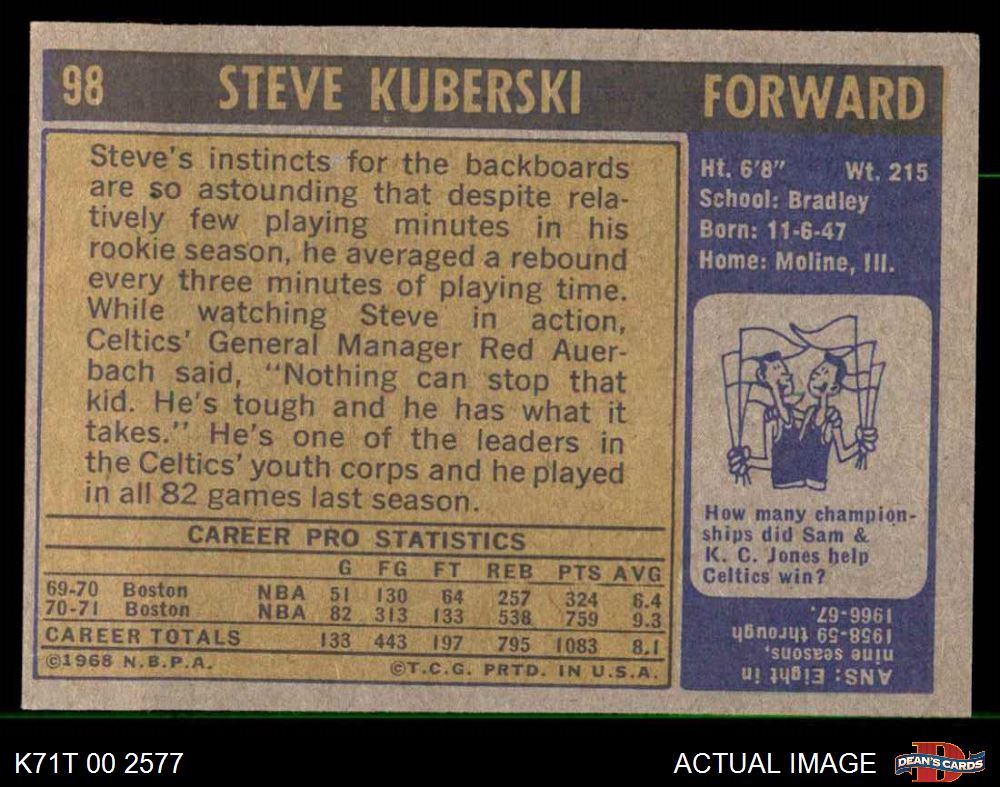 98 STEVE KUBERSKI FORWARD
Steve's instincts for the backboards
are so astounding that despite rela-
tively few playing minutes in his
rookie season, he averaged a rebound
every three minutes of playing time.
While watching Steve in action,
Celtics' General Manager Red Auer-
bach said, "Nothing can stop that
kid. He's tough and he has what it
takes." He's one of the leaders in
the Celtics' youth corps and he played
in all 82 games last season.
CAREER PRO STATISTICS
G FG FT REB PTS AVG
69-70 Boston NBA 51 130 64 257 324 6.4
70-71 Boston NBA 82 313 133 538 759 9.3
CAREER TOTALS 133 443 197 795 1083 8.1
©1968 N.B.P.A. ©T.C.G. PRTD. IN U.S.A.
Ht. 6'8" Wt. 215
School: Bradley
Born: 11-6-47
Home: Moline, Ill.
How many champion-
ships did Sam &
K. C. Jones help
Celtics win?
ANS: Eight in
nine seasons,
1958-59 through
1966-67.
K71T 00 2577 ACTUAL IMAGE DEAN'S CARDS